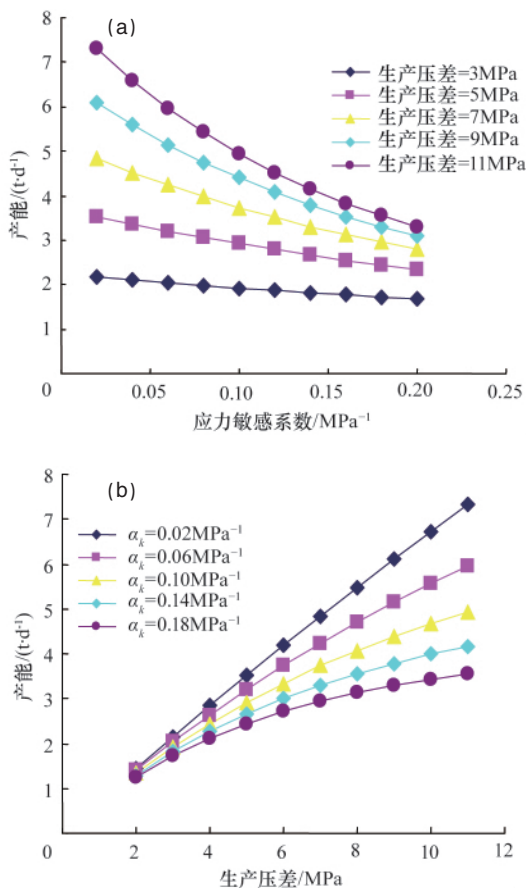 (a)
8
7
6
5
4
3
2
1
0
产能/(t·d⁻¹)
生产压差=3MPa
生产压差=5MPa
生产压差=7MPa
生产压差=9MPa
生产压差=11MPa
0.05
0.10
0.15
0.20
0.25
应力敏感系数/MPa⁻¹
(b)
8
7
6
5
4
3
2
1
0
产能/(t·d⁻¹)
αₖ=0.02MPa⁻¹
αₖ=0.06MPa⁻¹
αₖ=0.10MPa⁻¹
αₖ=0.14MPa⁻¹
αₖ=0.18MPa⁻¹
2
4
6
8
10
12
生产压差/MPa